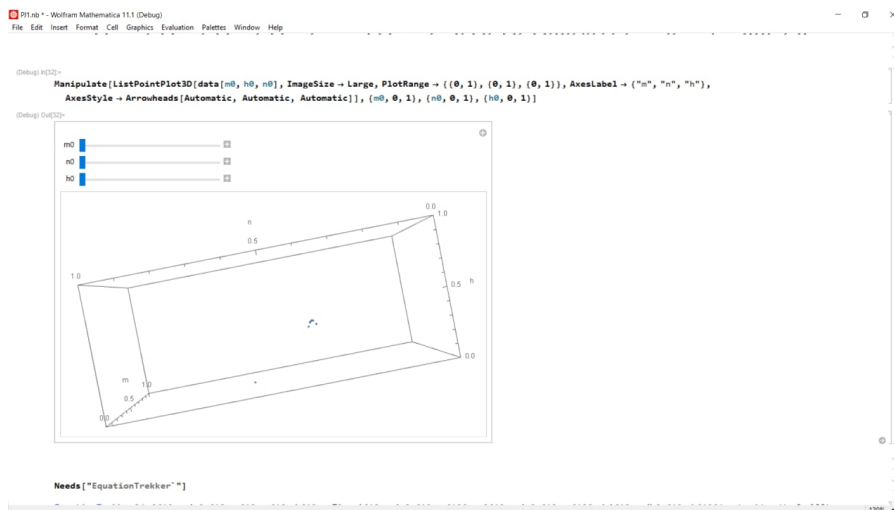 PJ1.nb * - Wolfram Mathematica 11.1 (Debug)
File Edit Insert Format Cell Graphics Evaluation Palettes Window Help
(Debug) In[32]:=
Manipulate[ListPointPlot3D[data[m0, h0, n0], ImageSize → Large, PlotRange → {{0, 1}, {0, 1}, {0, 1}}, AxesLabel → {"m", "n", "h"},
AxesStyle → Arrowheads[Automatic, Automatic, Automatic]], {m0, 0, 1}, {n0, 0, 1}, {h0, 0, 1}]
(Debug) Out[32]=
m0
n0
h0
0.0
1.0
n
0.5
1.0
0.5 h
0.0
m
1.0
0.5
0.0
Needs["EquationTrekker`"]
120%